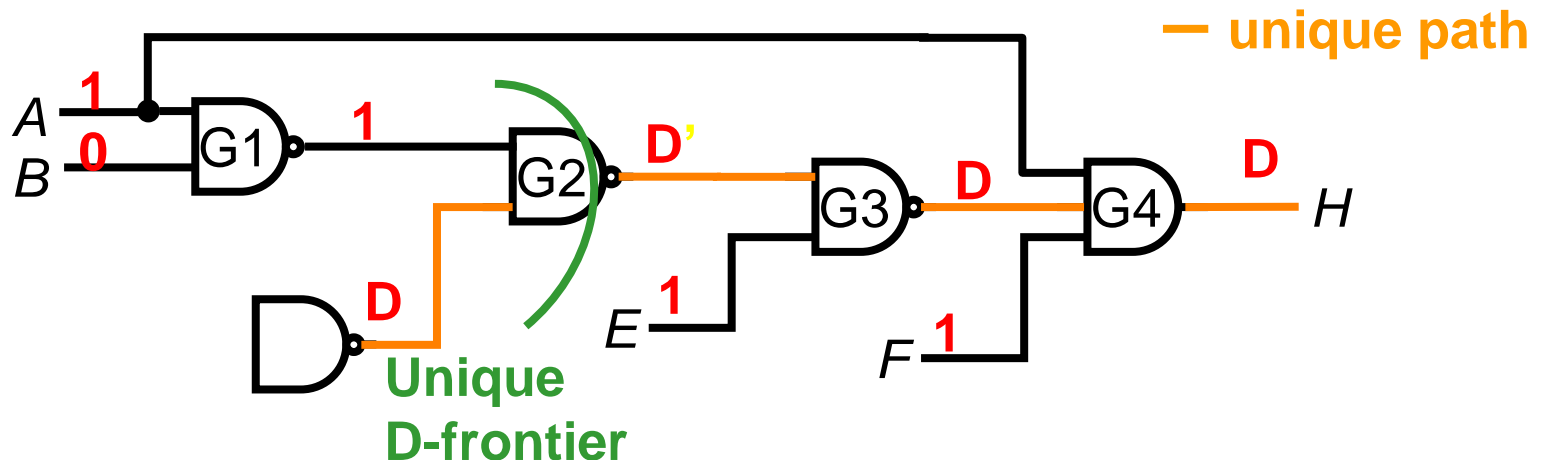 unique path
A 1
B 0
G1
1
G2
D’
G3
D
G4
D
H
D
E 1
F 1
Unique
D-frontier